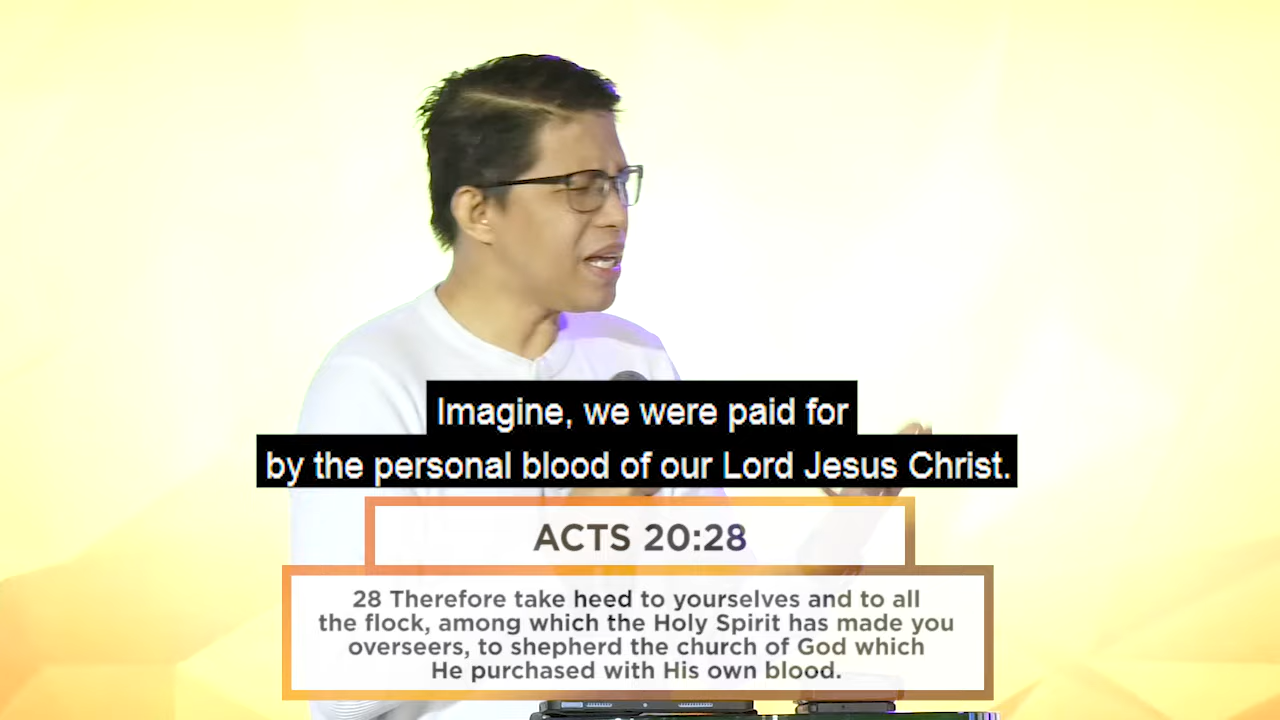 Imagine, we were paid for
by the personal blood of our Lord Jesus Christ.
ACTS 20:28
28 Therefore take heed to yourselves and to all
the flock, among which the Holy Spirit has made you
overseers, to shepherd the church of God which
He purchased with His own blood.